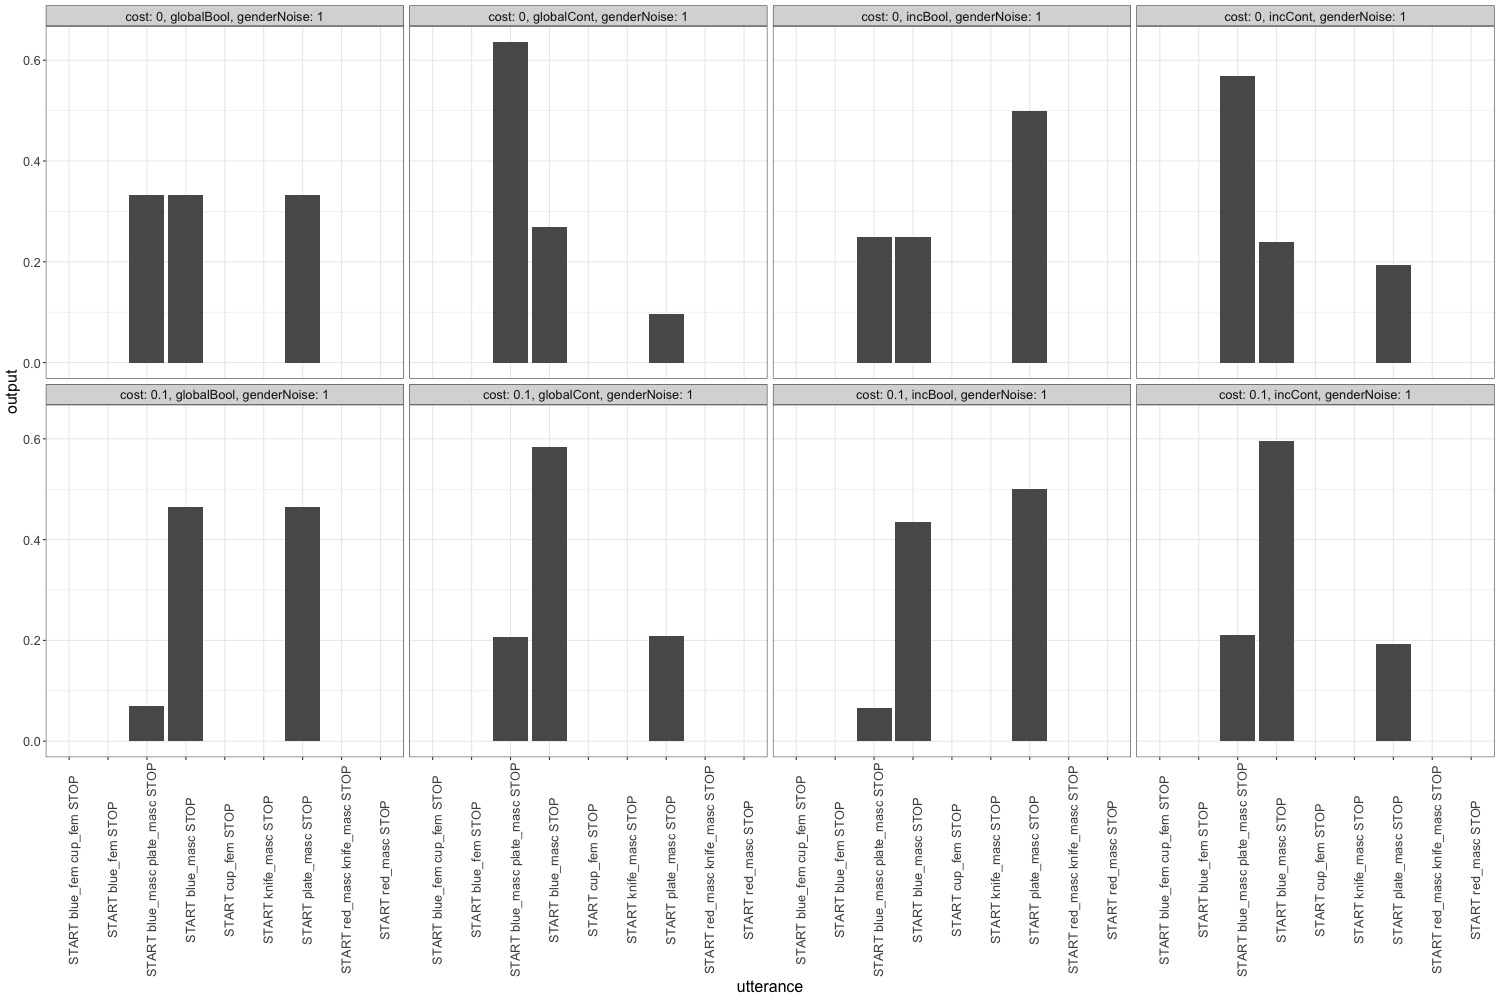 cost: 0, globalBool, genderNoise: 1
cost: 0, globalCont, genderNoise: 1
cost: 0, incBool, genderNoise: 1
cost: 0, incCont, genderNoise: 1
0.6
0.4
0.2
0.0
output
cost: 0.1, globalBool, genderNoise: 1
cost: 0.1, globalCont, genderNoise: 1
cost: 0.1, incBool, genderNoise: 1
cost: 0.1, incCont, genderNoise: 1
0.6
0.4
0.2
0.0
START blue_fem cup_fem STOP
START blue_fem STOP
START blue_masc plate_masc STOP
START blue_masc STOP
START cup_fem STOP
START knife_masc STOP
START plate_masc STOP
START red_masc knife_masc STOP
START red_masc STOP
START blue_fem cup_fem STOP
START blue_fem STOP
START blue_masc plate_masc STOP
START blue_masc STOP
START cup_fem STOP
START knife_masc STOP
START plate_masc STOP
START red_masc knife_masc STOP
START red_masc STOP
START blue_fem cup_fem STOP
START blue_fem STOP
START blue_masc plate_masc STOP
START blue_masc STOP
START cup_fem STOP
START knife_masc STOP
START plate_masc STOP
START red_masc knife_masc STOP
START red_masc STOP
START blue_fem cup_fem STOP
START blue_fem STOP
START blue_masc plate_masc STOP
START blue_masc STOP
START cup_fem STOP
START knife_masc STOP
START plate_masc STOP
START red_masc knife_masc STOP
START red_masc STOP
utterance